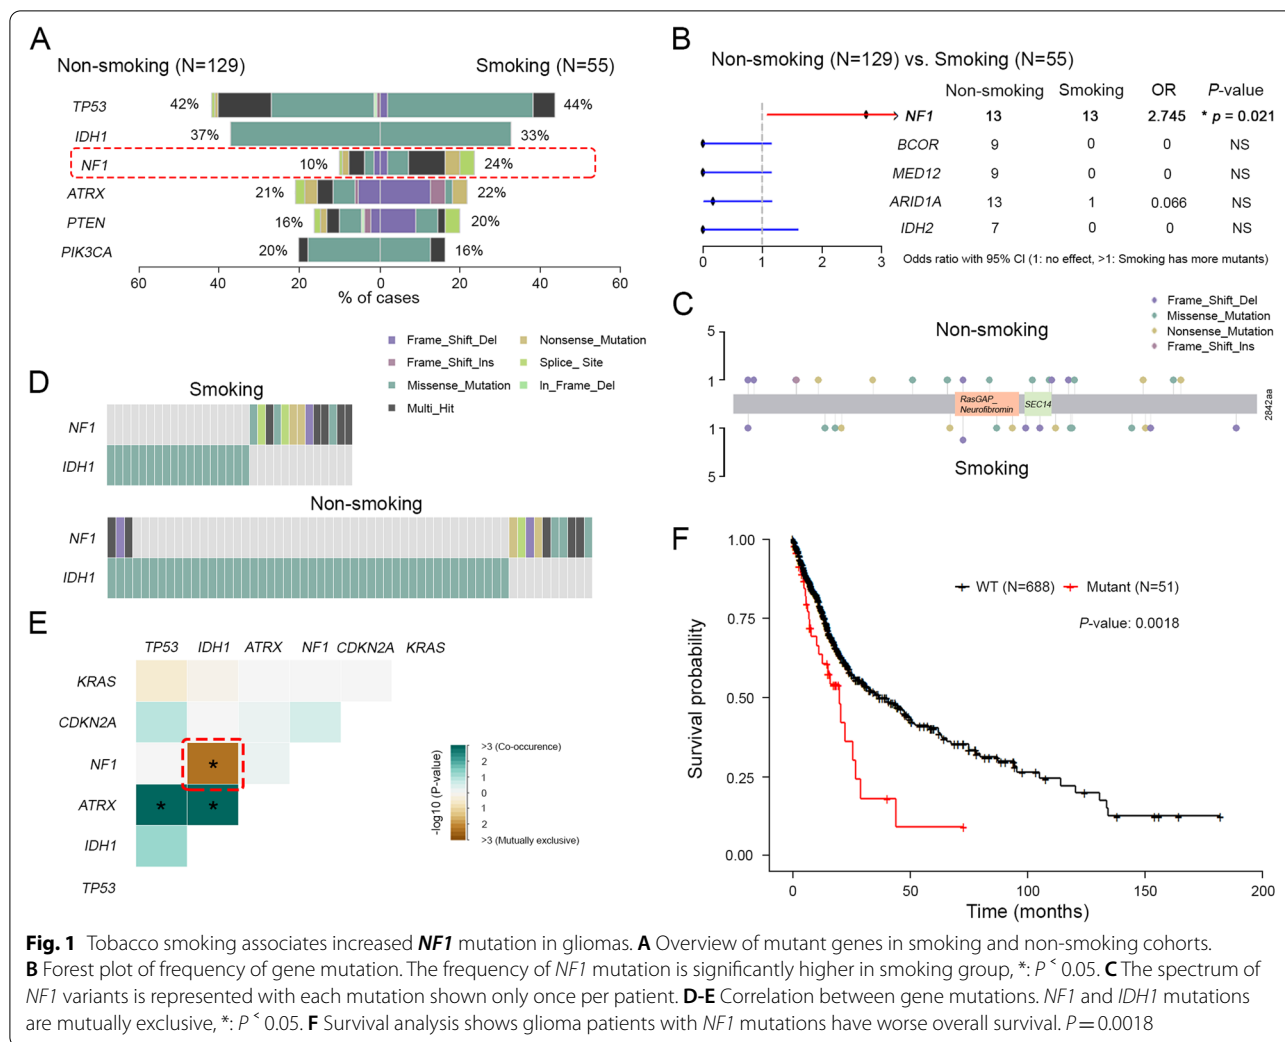 A
Non-smoking (N=129)
Smoking (N=55)
TP53
42%
44%
IDH1
37%
33%
NF1
10%
24%
ATRX
21%
22%
PTEN
16%
20%
PIK3CA
20%
16%
60
40
20
0
20
40
60
% of cases
Frame_Shift_Del
Nonsense_Mutation
Frame_Shift_Ins
Splice_ Site
Missense_Mutation
In_Frame_Del
Multi_Hit
B
Non-smoking (N=129) vs. Smoking (N=55)
Non-smoking Smoking OR P-value
NF1 13 13 2.745 * p = 0.021
BCOR 9 0 0 NS
MED12 9 0 0 NS
ARID1A 13 1 0.066 NS
IDH2 7 0 0 NS
0 1 2 3
Odds ratio with 95% CI (1: no effect, >1: Smoking has more mutants)
C
Frame_Shift_Del
Missense_Mutation
Nonsense_Mutation
Frame_Shift_Ins
Non-smoking
5
1
RasGAP_
Neurofibromin
SEC14
2842aa
1
5
Smoking
D
Smoking
NF1
IDH1
Non-smoking
NF1
IDH1
E
TP53 IDH1 ATRX NF1 CDKN2A KRAS
KRAS
CDKN2A
NF1
*
ATRX
* *
IDH1
TP53
-log10 (P-value)
>3 (Co-occurence)
2
1
0
1
2
>3 (Mutually exclusive)
F
WT (N=688) Mutant (N=51)
P-value: 0.0018
Survival probability
1.00
0.75
0.50
0.25
0.00
0 50 100 150 200
Time (months)
Fig. 1 Tobacco smoking associates increased NF1 mutation in gliomas. A Overview of mutant genes in smoking and non-smoking cohorts.
B Forest plot of frequency of gene mutation. The frequency of NF1 mutation is significantly higher in smoking group, *: P < 0.05. C The spectrum of
NF1 variants is represented with each mutation shown only once per patient. D-E Correlation between gene mutations. NF1 and IDH1 mutations
are mutually exclusive, *: P < 0.05. F Survival analysis shows glioma patients with NF1 mutations have worse overall survival. P = 0.0018